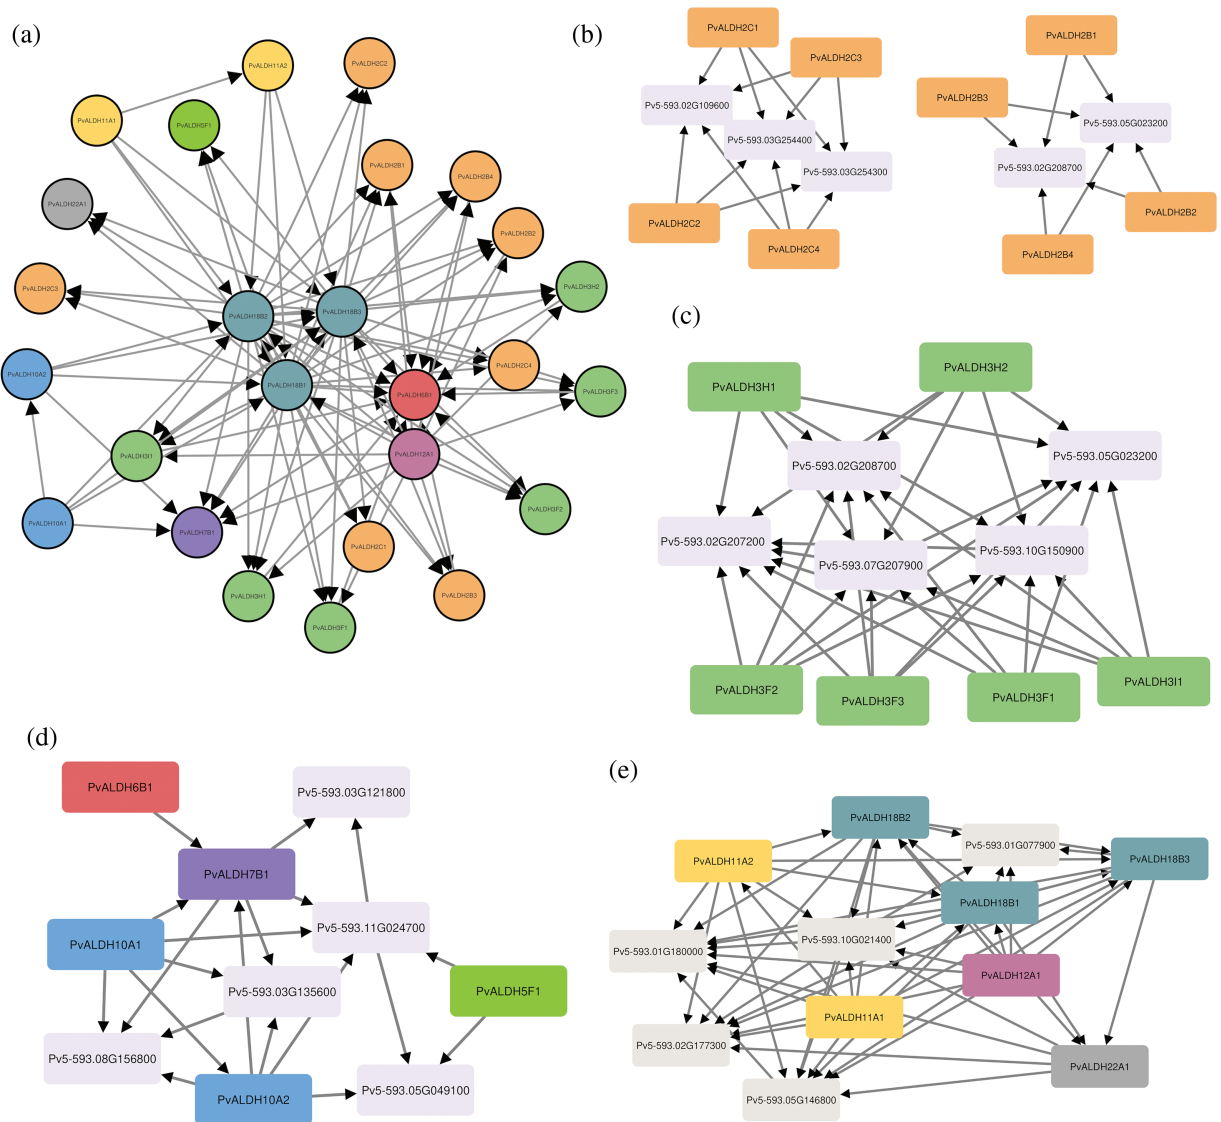 (a)
PvALDH11A2
PvALDH2C2
PvALDH11A1
PvALDH5F1
PvALDH2B1
PvALDH2B4
PvALDH22A1
PvALDH2B2
PvALDH2C3
PvALDH3H2
PvALDH18B2
PvALDH18B3
PvALDH10A2
PvALDH2C4
PvALDH18B1
PvALDH6B1
PvALDH3F3
PvALDH3I1
PvALDH12A1
PvALDH10A1
PvALDH7B1
PvALDH3F2
PvALDH2C1
PvALDH3H1
PvALDH2B3
PvALDH3F1
(b)
PvALDH2C1
PvALDH2C3
Pv5-593.02G109600
Pv5-593.03G254400
Pv5-593.03G254300
PvALDH2C2
PvALDH2C4
PvALDH2B1
PvALDH2B3
Pv5-593.05G023200
Pv5-593.02G208700
PvALDH2B2
PvALDH2B4
(c)
PvALDH3H1
PvALDH3H2
Pv5-593.02G208700
Pv5-593.05G023200
Pv5-593.02G207200
Pv5-593.07G207900
Pv5-593.10G150900
PvALDH3F2
PvALDH3F3
PvALDH3F1
PvALDH3I1
(d)
PvALDH6B1
Pv5-593.03G121800
PvALDH7B1
Pv5-593.11G024700
PvALDH10A1
Pv5-593.03G135600
PvALDH5F1
Pv5-593.08G156800
PvALDH10A2
Pv5-593.05G049100
(e)
PvALDH18B2
PvALDH11A2
Pv5-593.01G077900
PvALDH18B3
PvALDH18B1
Pv5-593.01G180000
Pv5-593.10G021400
PvALDH12A1
PvALDH11A1
Pv5-593.02G177300
PvALDH22A1
Pv5-593.05G146800